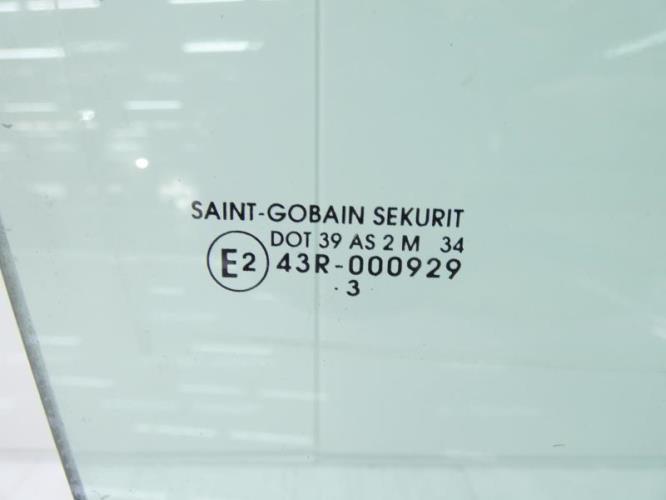 SAINT-GOBAIN SEKURIT
DOT 39 AS 2 M 34
E2 43R-000929
. 3